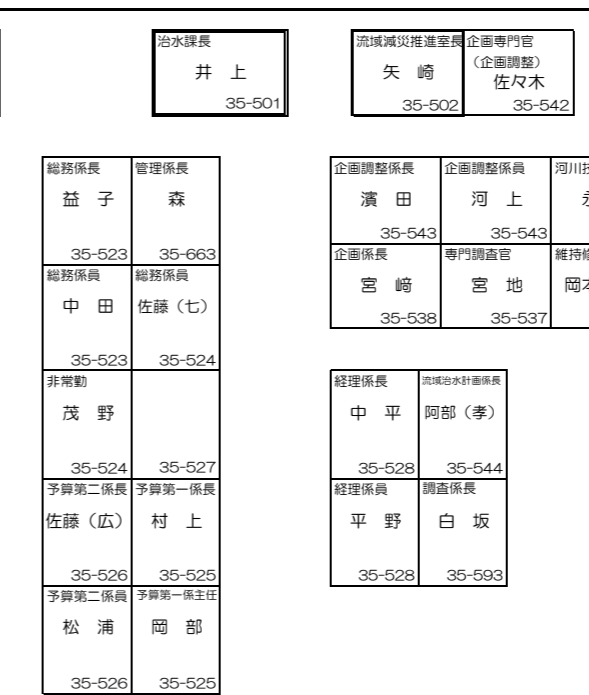 治水課長
井 上
35-501
流域減災推進室長
矢 崎
35-502
企画専門官
(企画調整)
佐々木
35-542
総務係長
益 子
35-523
管理係長
森
35-663
総務係員
中 田
35-523
総務係員
佐藤(七)
35-524
非常勤
茂 野
35-524
35-527
予算第二係長
佐藤(広)
35-526
予算第一係長
村 上
35-525
予算第二係員
松 浦
35-526
予算第一係主任
岡 部
35-525
企画調整係長
濱 田
35-543
企画調整係員
河 上
35-543
河川技
企画係長
宮 﨑
35-538
専門調査官
宮 地
35-537
維持修
岡本
経理係長
中 平
35-528
流域治水計画係長
阿部(孝)
35-544
経理係員
平 野
35-528
調査係長
白 坂
35-593